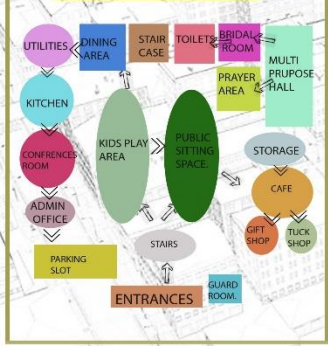 UTILITIES
DINING
AREA
STAIR
CASE
TOILETS
BRIDAL
ROOM
PRAYER
AREA
MULTI
PRUPOSE
HALL
KITCHEN
CONFRENCES
ROOM
ADMIN
OFFICE
PARKING
SLOT
KIDS PLAY
AREA
PUBLIC
SITTING
SPACE.
STAIRS
ENTRANCES
GUARD
ROOM.
STORAGE
CAFE
GIFT
SHOP
TUCK
SHOP